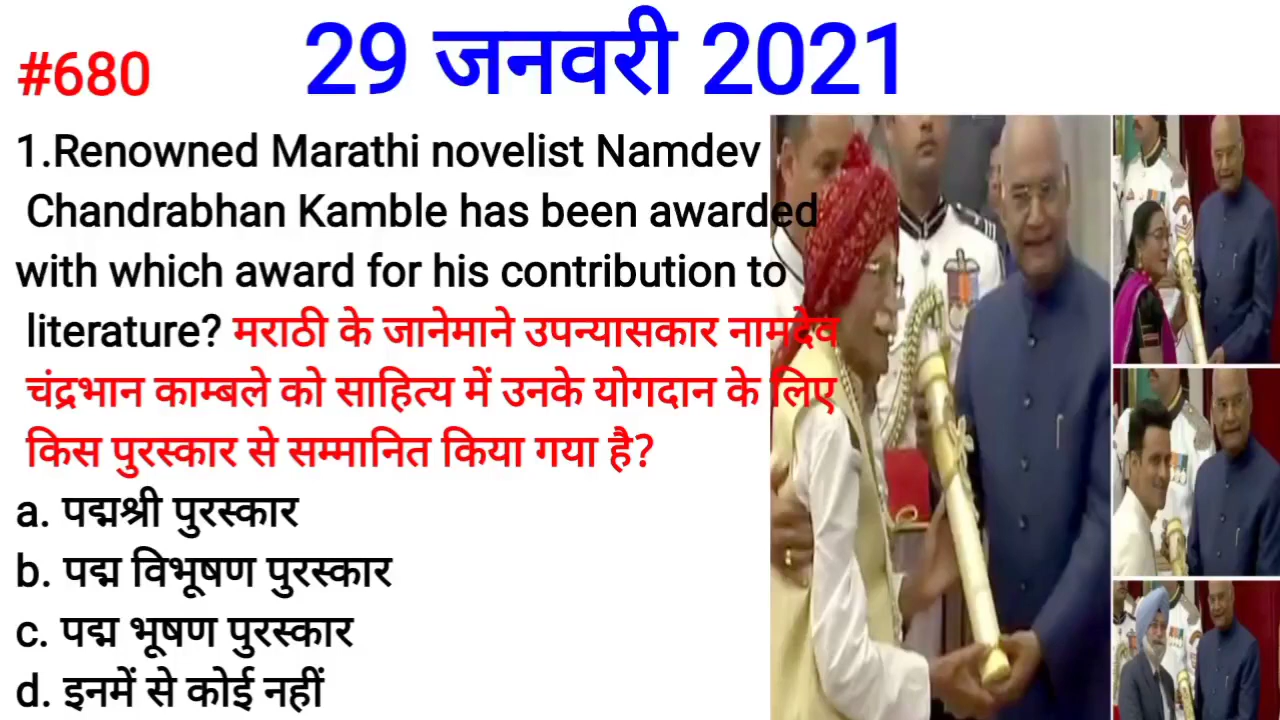 #680
29 जनवरी 2021
1.Renowned Marathi novelist Namdev
Chandrabhan Kamble has been awarded
with which award for his contribution to
literature? मराठी के जानेमाने उपन्यासकार नामदेव
चंद्रभान काम्बले को साहित्य में उनके योगदान के लिए
किस पुरस्कार से सम्मानित किया गया है?
a. पद्मश्री पुरस्कार
b. पद्म विभूषण पुरस्कार
c. पद्म भूषण पुरस्कार
d. इनमें से कोई नहीं